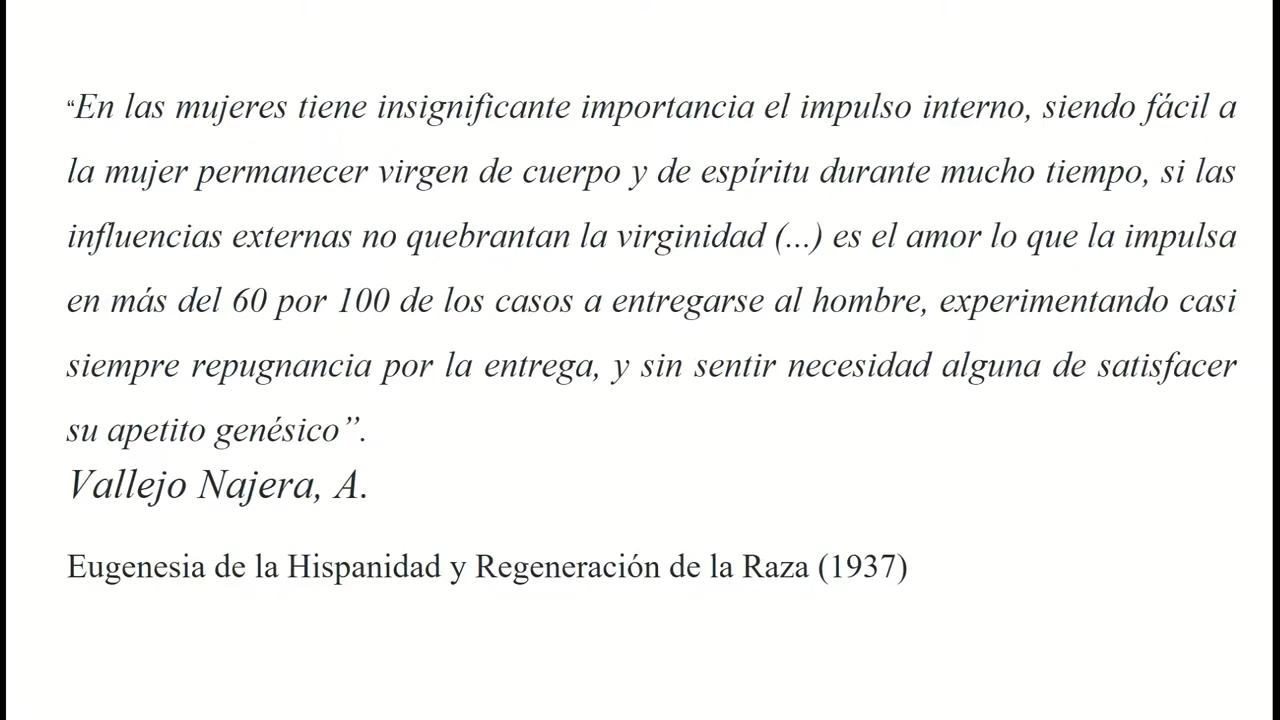 “En las mujeres tiene insignificante importancia el impulso interno, siendo fácil a
la mujer permanecer virgen de cuerpo y de espíritu durante mucho tiempo, si las
influencias externas no quebrantan la virginidad (...) es el amor lo que la impulsa
en más del 60 por 100 de los casos a entregarse al hombre, experimentando casi
siempre repugnancia por la entrega, y sin sentir necesidad alguna de satisfacer
su apetito genésico”.
Vallejo Najera, A.
Eugenesia de la Hispanidad y Regeneración de la Raza (1937)